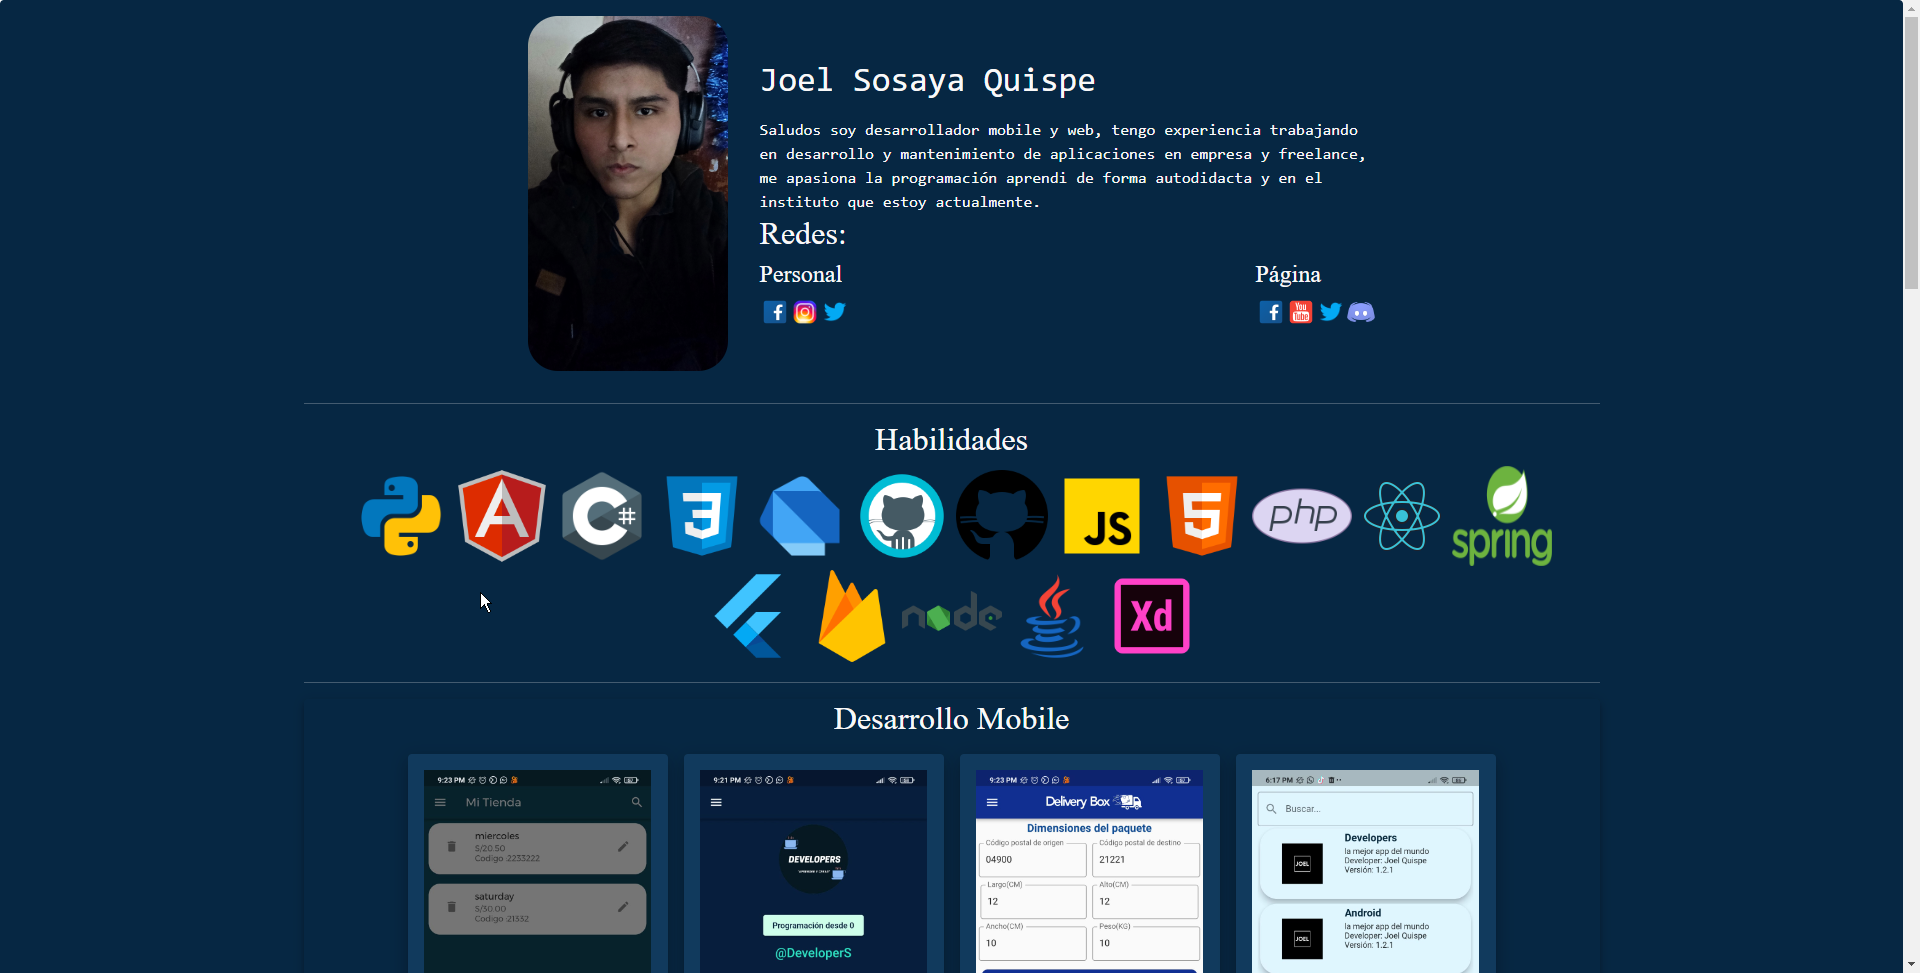 Joel Sosaya Quispe
Saludos soy desarrollador mobile y web, tengo experiencia trabajando
en desarrollo y mantenimiento de aplicaciones en empresa y freelance,
me apasiona la programación aprendi de forma autodidacta y en el
instituto que estoy actualmente.
Redes:
Personal
Página
You
Tube
Habilidades
C#
3
JS
5
php
spring
node
Xd
Desarrollo Mobile
9:23 PM
Mi Tienda
miercoles
S/20.50
Codigo :2233222
saturday
S/30.00
Codigo :21332
9:21 PM
DEVELOPERS
Programación desde 0
@DeveloperS
9:23 PM
Delivery Box
Dimensiones del paquete
Código postal de origen
Código postal de destino
04900
21221
Largo(CM)
Alto(CM)
12
12
Ancho(CM)
Peso(KG)
10
10
6:17 PM
Buscar...
Developers
la mejor app del mundo
Developer: Joel Quispe
Versión: 1.2.1
JOEL
Android
la mejor app del mundo
Developer: Joel Quispe
Versión: 1.2.1
JOEL